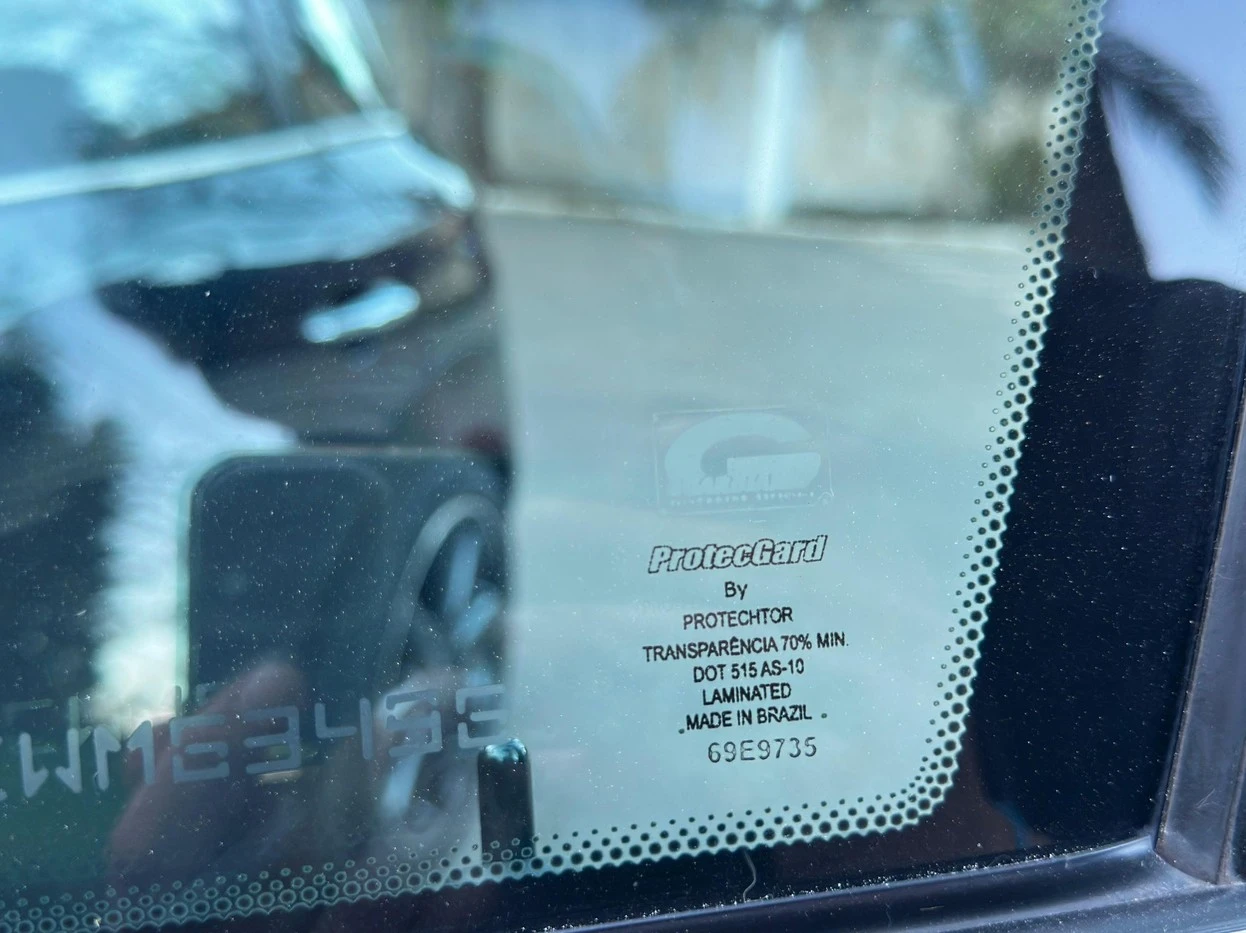 ProtecGard
By
PROTECHTOR
TRANSPARÊNCIA 70% MIN.
DOT 515 AS-10
LAMINATED
MADE IN BRAZIL
69E9735